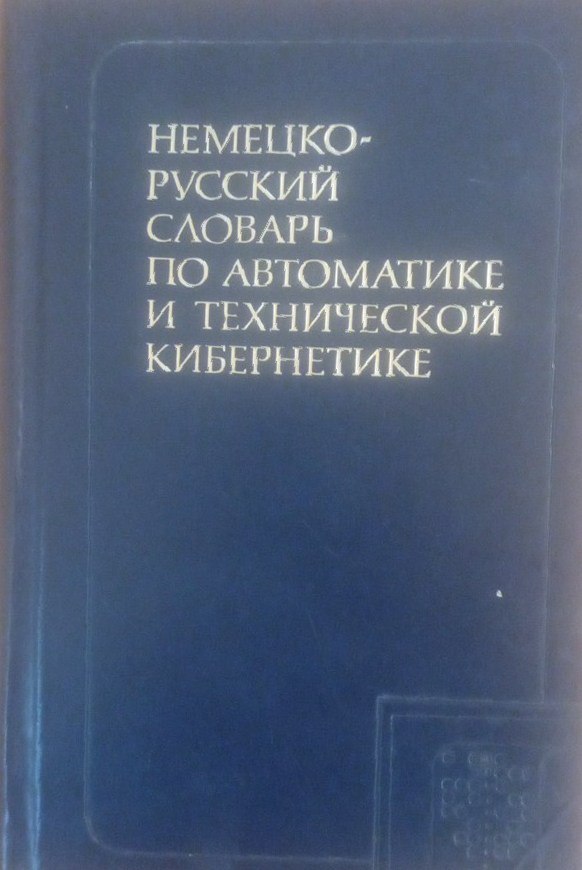 НЕМЕЦКО-
РУССКИЙ
СЛОВАРЬ
ПО АВТОМАТИКЕ
И ТЕХНИЧЕСКОЙ
КИБЕРНЕТИКЕ